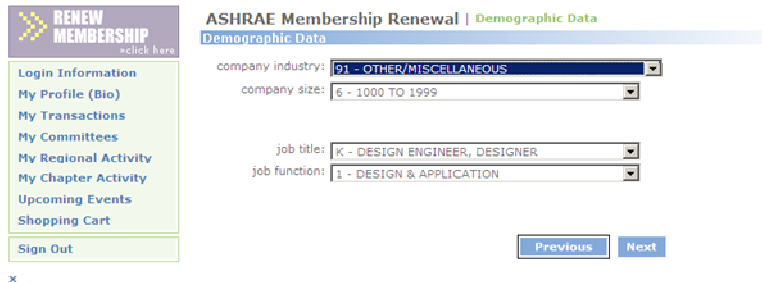 RENEW
MEMBERSHIP
»click here
Login Information
My Profile (Bio)
My Transactions
My Committees
My Regional Activity
My Chapter Activity
Upcoming Events
Shopping Cart
Sign Out
×
ASHRAE Membership Renewal | Demographic Data
Demographic Data
company industry: 91 - OTHER/MISCELLANEOUS
company size: 6 - 1000 TO 1999
job title: K - DESIGN ENGINEER, DESIGNER
job function: 1 - DESIGN & APPLICATION
Previous Next